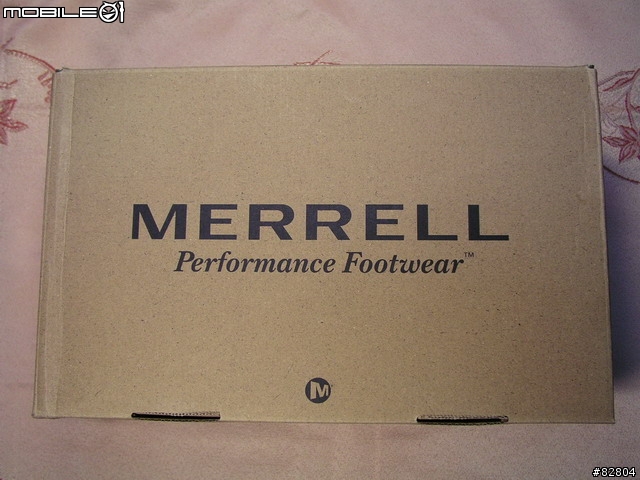 MOBILE01
MERRELL
Performance Footwear™
M
#82804